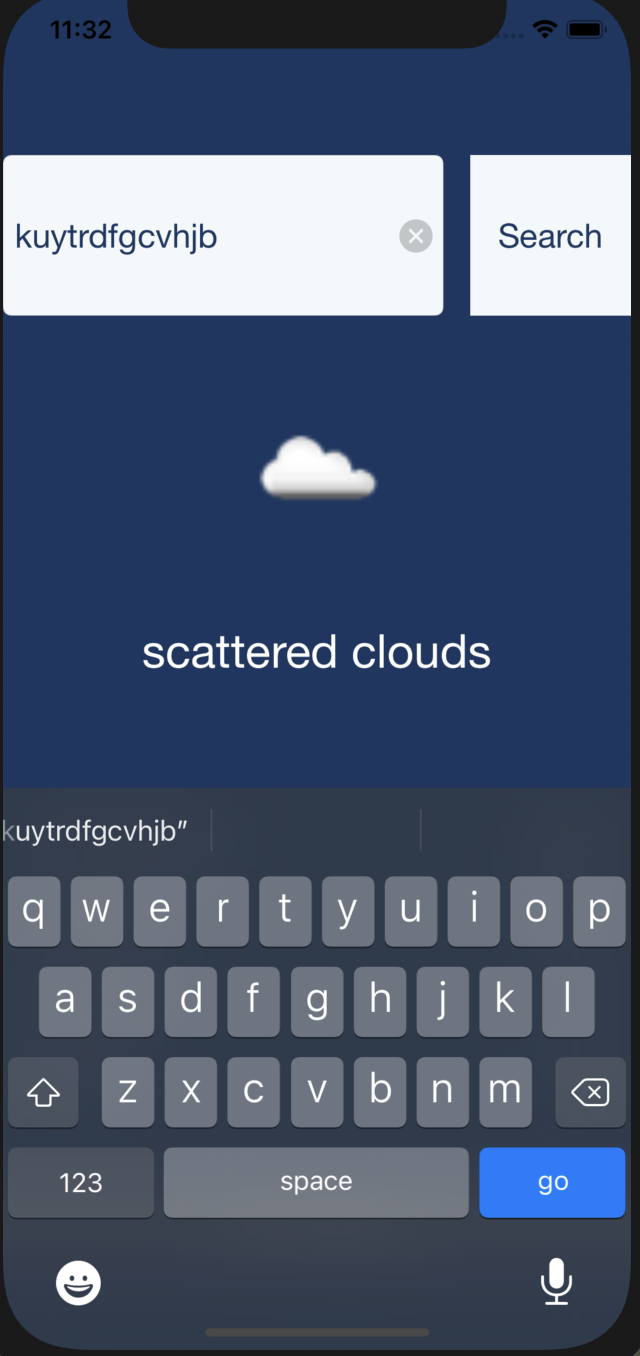 11:32
kuytrdfgcvhjb
Search
scattered clouds
kuytrdfgcvhjb”
q w e r t y u i o p
a s d f g h j k l
z x c v b n m
123 space go